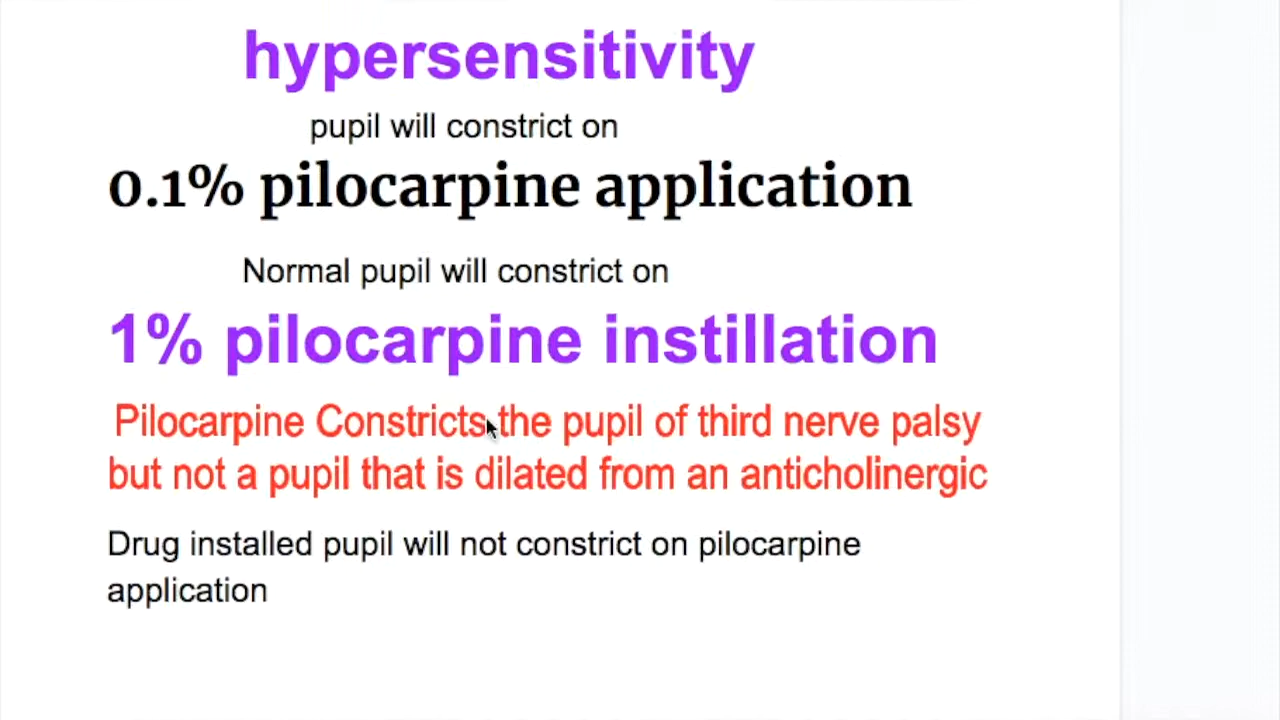 hypersensitivity
pupil will constrict on
0.1% pilocarpine application
Normal pupil will constrict on
1% pilocarpine instillation
Pilocarpine Constricts the pupil of third nerve palsy
but not a pupil that is dilated from an anticholinergic
Drug installed pupil will not constrict on pilocarpine
application